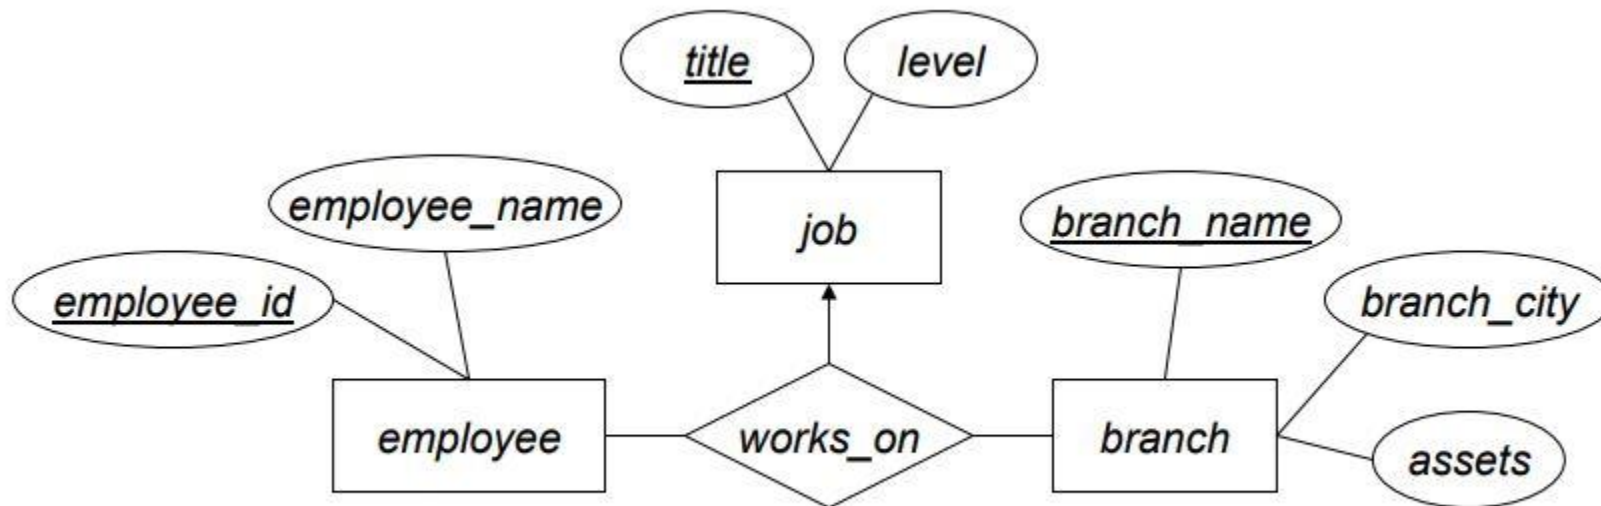 title
level
employee_name
job
branch_name
employee_id
branch_city
employee
works_on
branch
assets